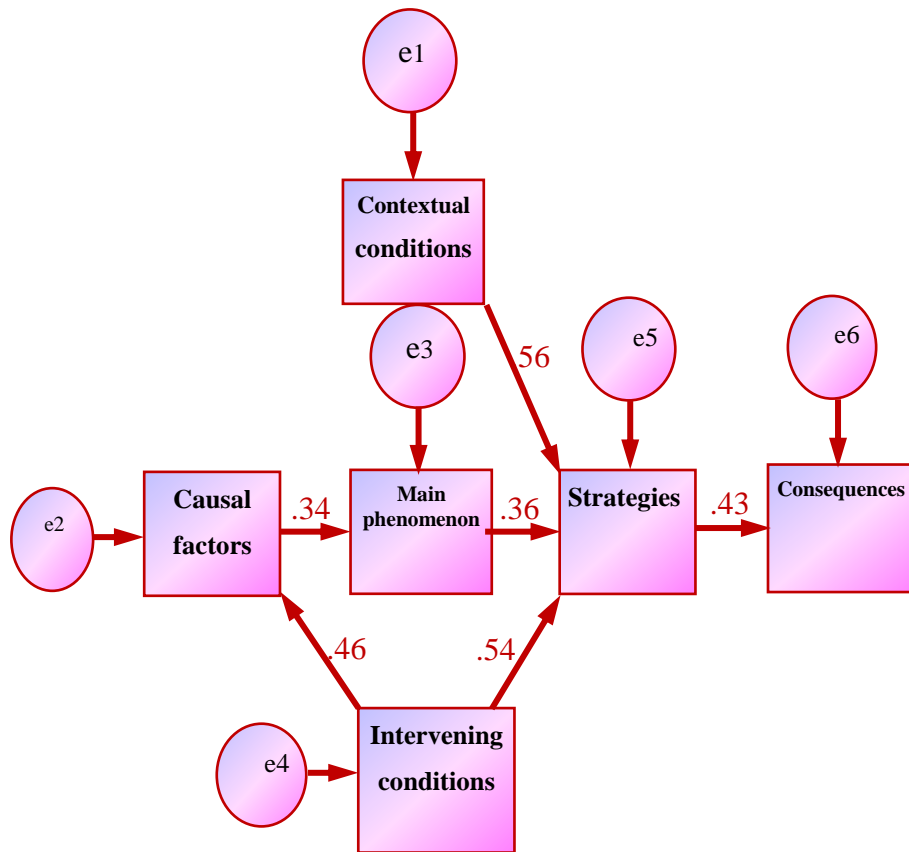 e1
Contextual
conditions
e3
e5
e6
56
Causal
factors
Main
phenomenon
Strategies
Consequences
e2
.34
.36
.43
.46
.54
Intervening
conditions
e4